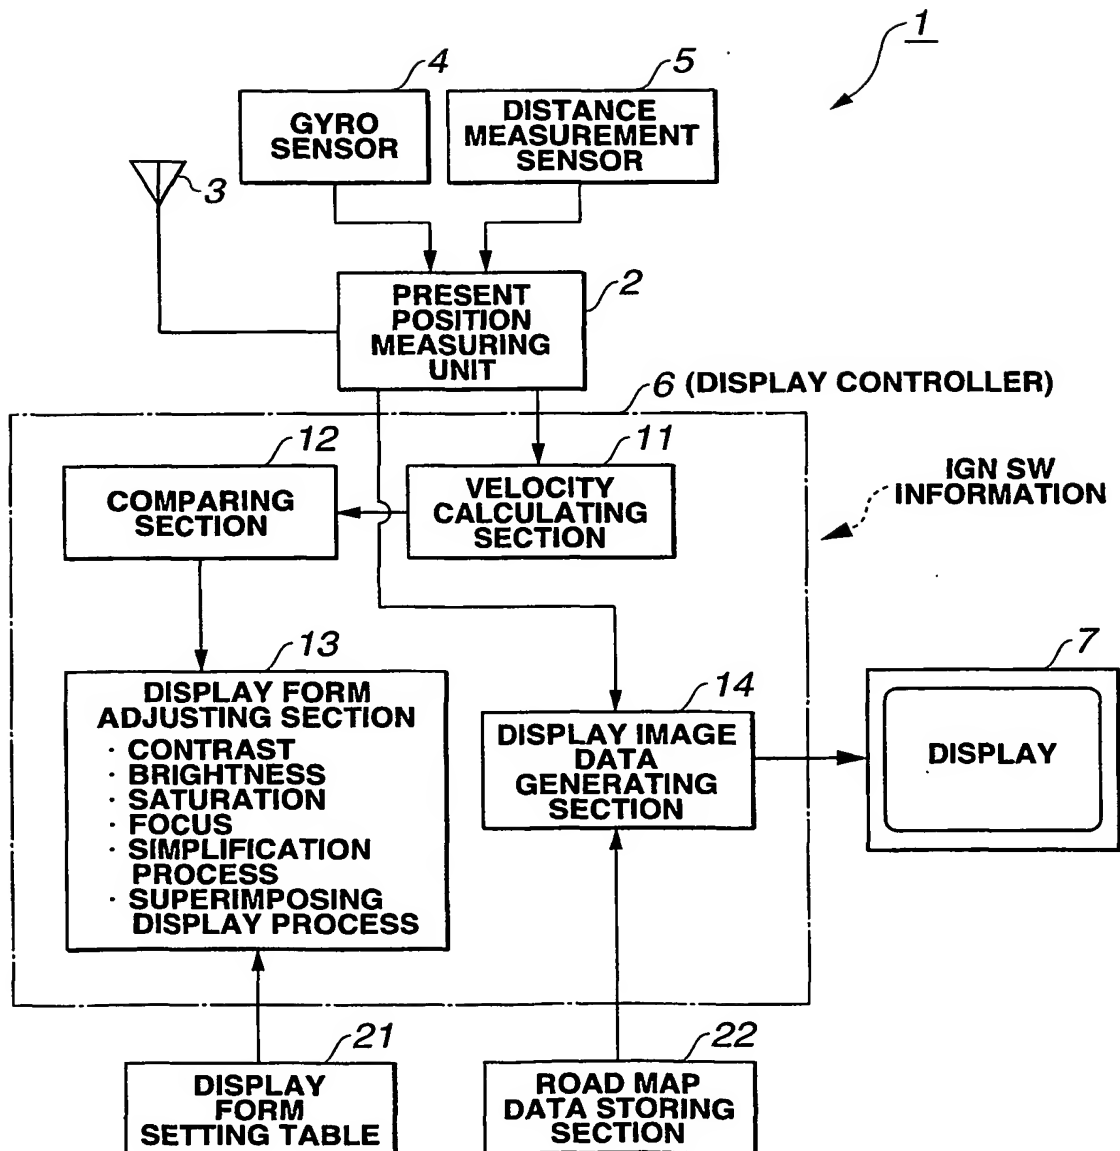 1
4
5
GYRO
SENSOR
DISTANCE
MEASUREMENT
SENSOR
3
2
PRESENT
POSITION
MEASURING
UNIT
6 (DISPLAY CONTROLLER)
12
11
COMPARING
SECTION
VELOCITY
CALCULATING
SECTION
IGN SW
INFORMATION
13
DISPLAY FORM
ADJUSTING SECTION
· CONTRAST
· BRIGHTNESS
· SATURATION
· FOCUS
· SIMPLIFICATION
PROCESS
· SUPERIMPOSING
DISPLAY PROCESS
14
DISPLAY IMAGE
DATA
GENERATING
SECTION
7
DISPLAY
21
DISPLAY
FORM
SETTING TABLE
22
ROAD MAP
DATA STORING
SECTION